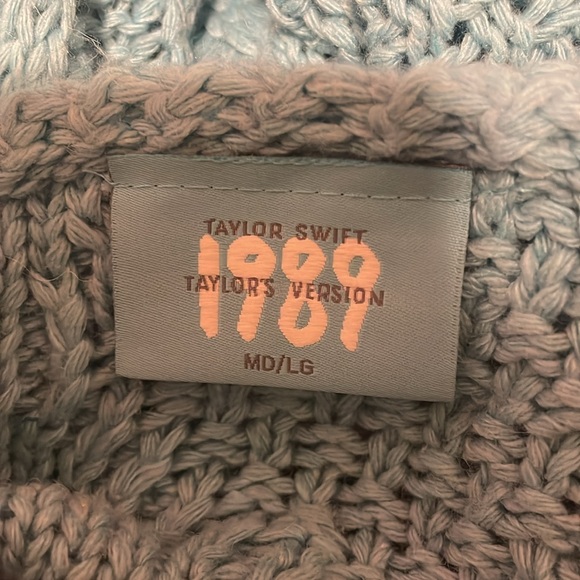 TAYLOR SWIFT
1989
TAYLOR'S VERSION
MD/LG